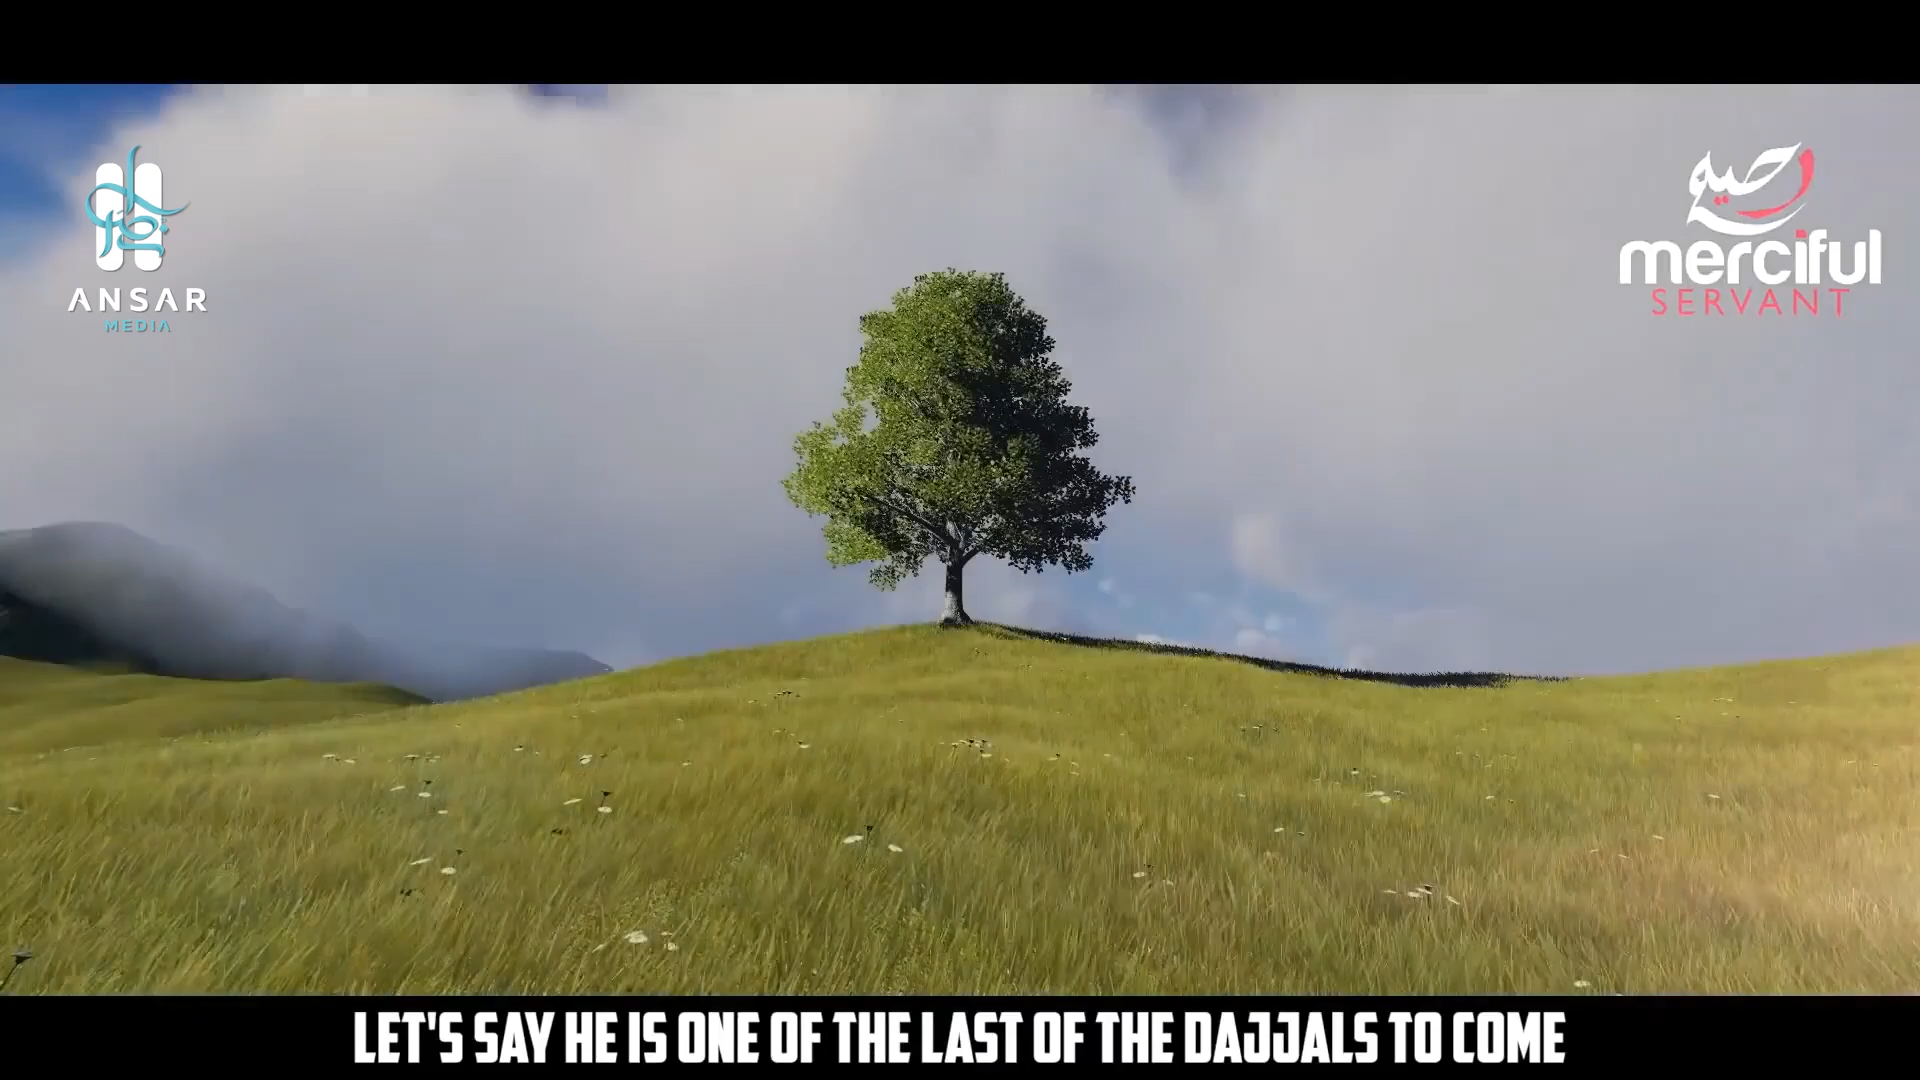 ANSAR
MEDIA
merciful
SERVANT
LET'S SAY HE IS ONE OF THE LAST OF THE DAJJALS TO COME